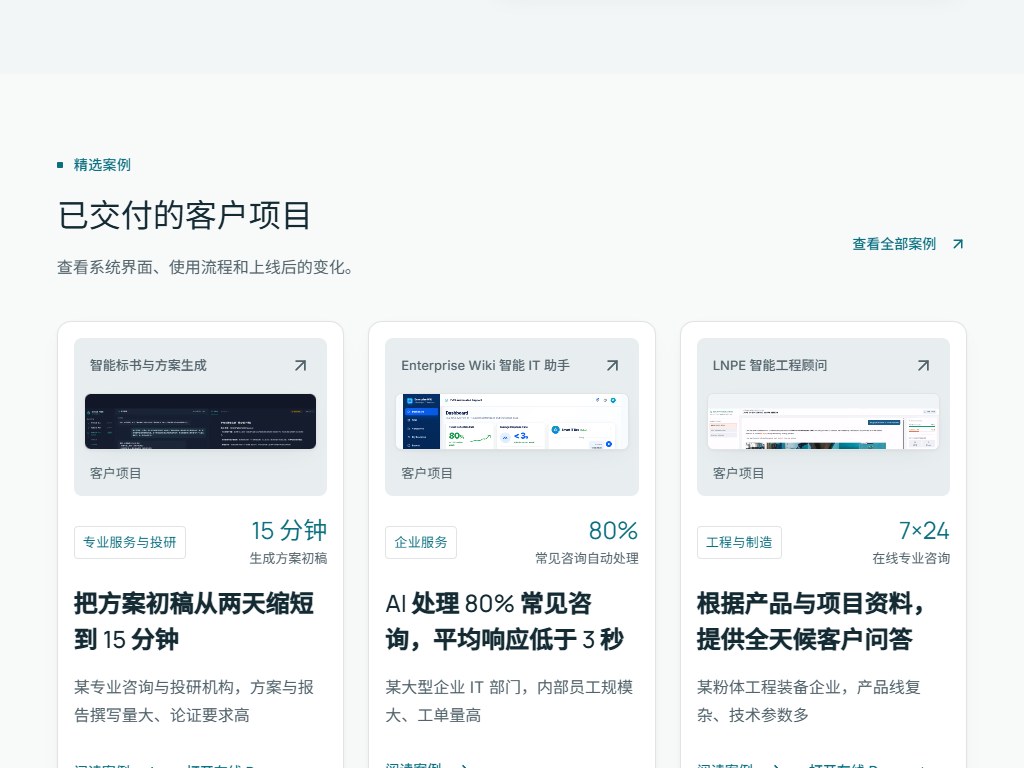 精选案例
已交付的客户项目
查看系统界面、使用流程和上线后的变化。
查看全部案例
智能标书与方案生成
客户项目
专业服务与投研
15 分钟
生成方案初稿
把方案初稿从两天缩短
到 15 分钟
某专业咨询与投研机构，方案与报
告撰写量大、论证要求高
Enterprise Wiki 智能 IT 助手
Dashboard
80%
< 3s
客户项目
企业服务
80%
常见咨询自动处理
AI 处理 80% 常见咨
询，平均响应低于 3 秒
某大型企业 IT 部门，内部员工规模
大、工单量高
LNPE 智能工程顾问
客户项目
工程与制造
7×24
在线专业咨询
根据产品与项目资料，
提供全天候客户问答
某粉体工程装备企业，产品线复
杂、技术参数多